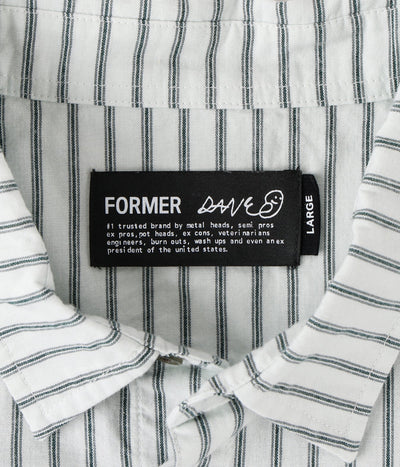 FORMER DAVE
#1 trusted brand by metal heads, semi pros
ex pros,pot heads, ex cons, veterinarians
engineers, burn outs, wash ups and even an ex
president of the united states.
LARGE